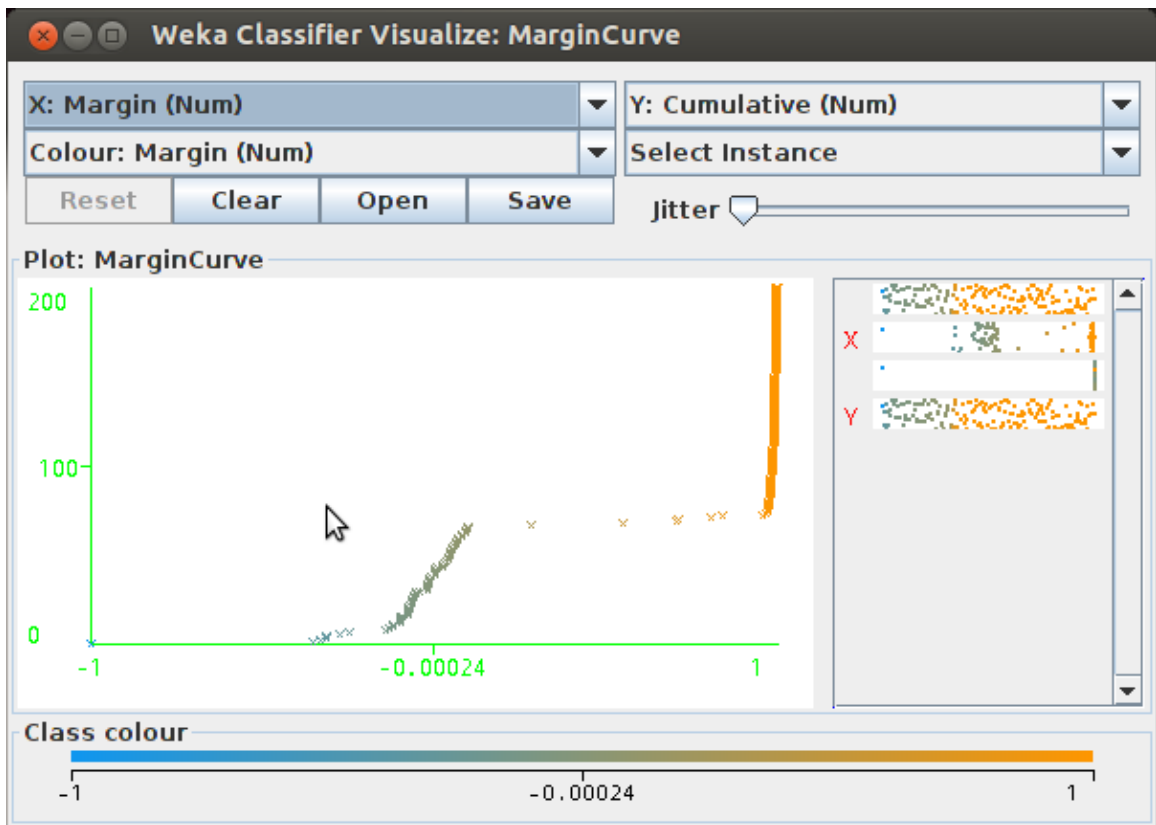 Weka Classifier Visualize: MarginCurve
X: Margin (Num)
Y: Cumulative (Num)
Colour: Margin (Num)
Select Instance
Reset
Clear
Open
Save
Jitter
Plot: MarginCurve
200
100
0
-1
-0.00024
1
X
Y
Class colour
-1
-0.00024
1